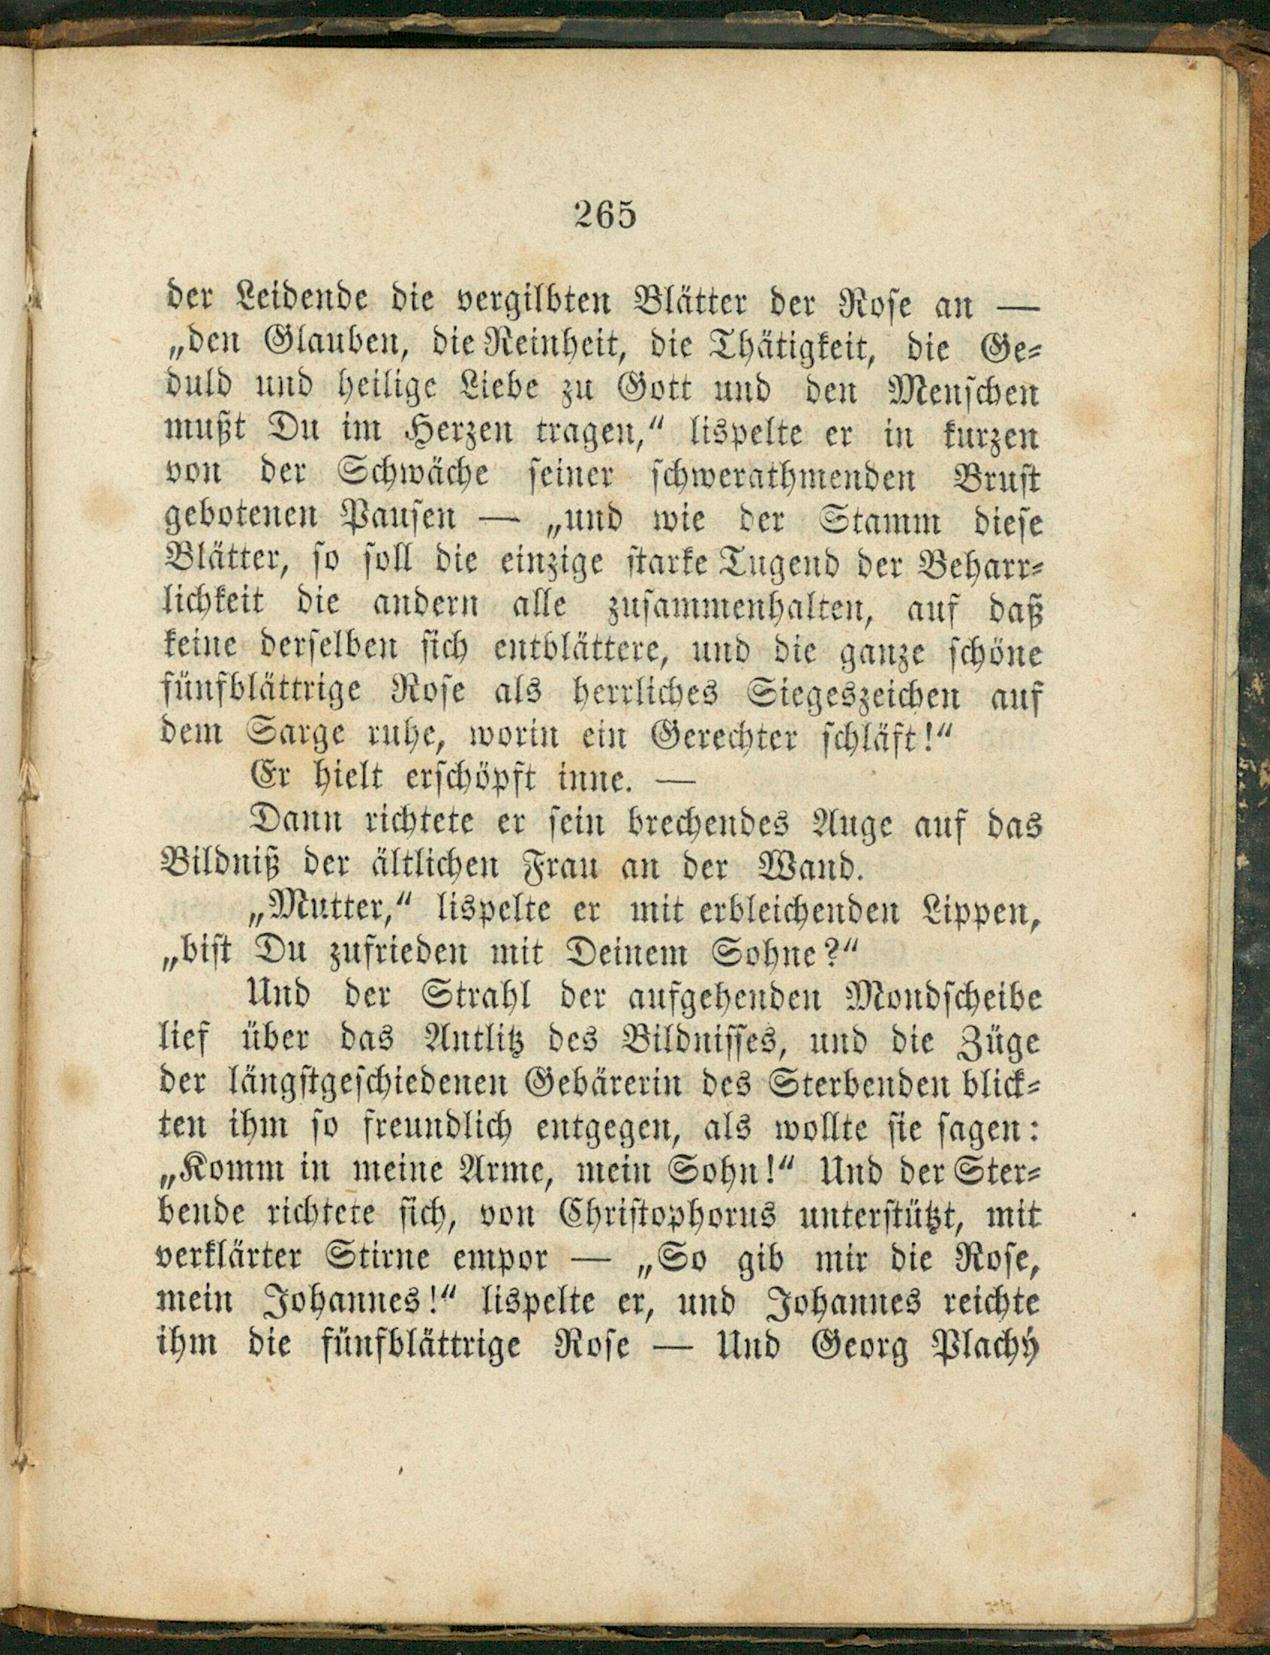 265
der Leidende die vergilbten Blätter der Rose an —
„den Glauben, die Reinheit, die Thätigkeit, die Ge-
duld und heilige Liebe zu Gott und den Menschen
mußt Du im Herzen tragen,“ lispelte er in kurzen
von der Schwäche seiner schwerathmenden Brust
gebotenen Pausen — „und wie der Stamm diese
Blätter, so soll die einzige starke Tugend der Beharr-
lichkeit die andern alle zusammenhalten, auf daß
keine derselben sich entblättere, und die ganze schöne
fünfblättrige Rose als herrliches Siegeszeichen auf
dem Sarge ruhe, worin ein Gerechter schläft!“
Er hielt erschöpft inne. —
Dann richtete er sein brechendes Auge auf das
Bildniß der ältlichen Frau an der Wand.
„Mutter,“ lispelte er mit erbleichenden Lippen,
„bist Du zufrieden mit Deinem Sohne?“
Und der Strahl der aufgehenden Mondscheibe
lief über das Antlitz des Bildnisses, und die Züge
der längstgeschiedenen Gebärerin des Sterbenden blick-
ten ihm so freundlich entgegen, als wollte sie sagen:
„Komm in meine Arme, mein Sohn!“ Und der Ster-
bende richtete sich, von Christophorus unterstützt, mit
verklärter Stirne empor — „So gib mir die Rose,
mein Johannes!“ lispelte er, und Johannes reichte
ihm die fünfblättrige Rose — Und Georg Plachý